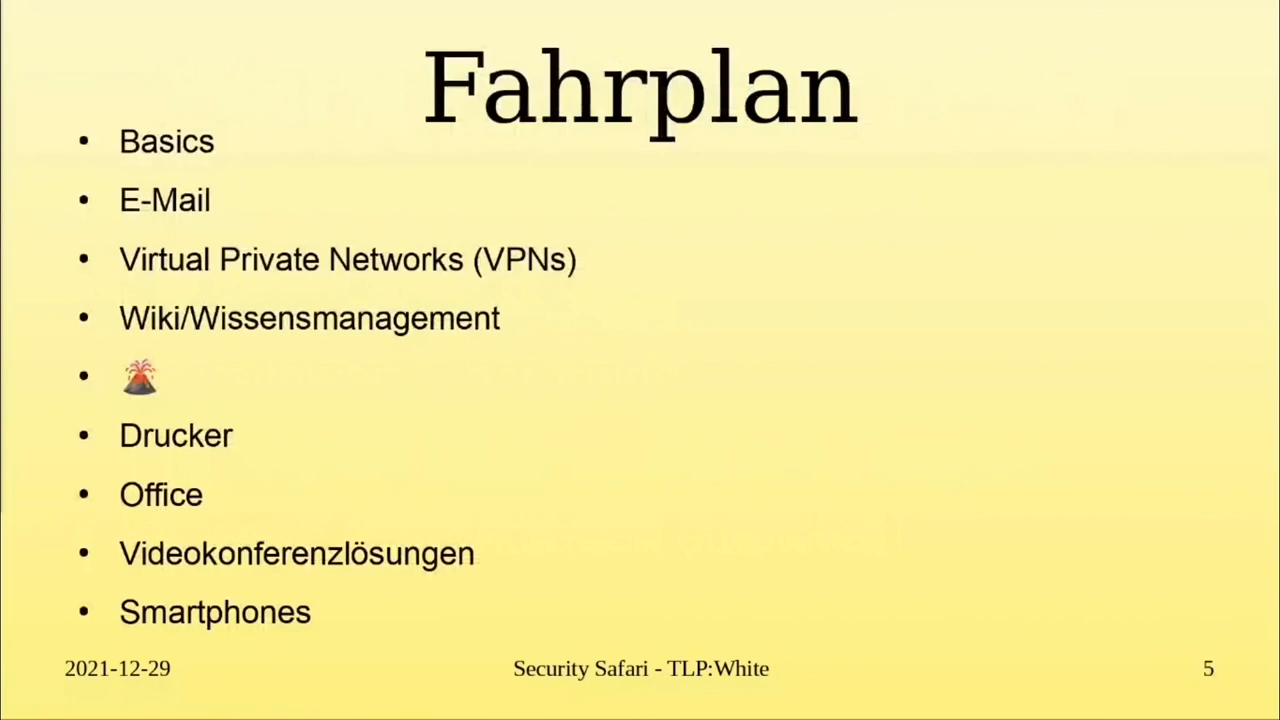 Fahrplan
• Basics
• E-Mail
• Virtual Private Networks (VPNs)
• Wiki/Wissensmanagement
• 🌋
• Drucker
• Office
• Videokonferenzlösungen
• Smartphones
2021-12-29 Security Safari - TLP:White 5